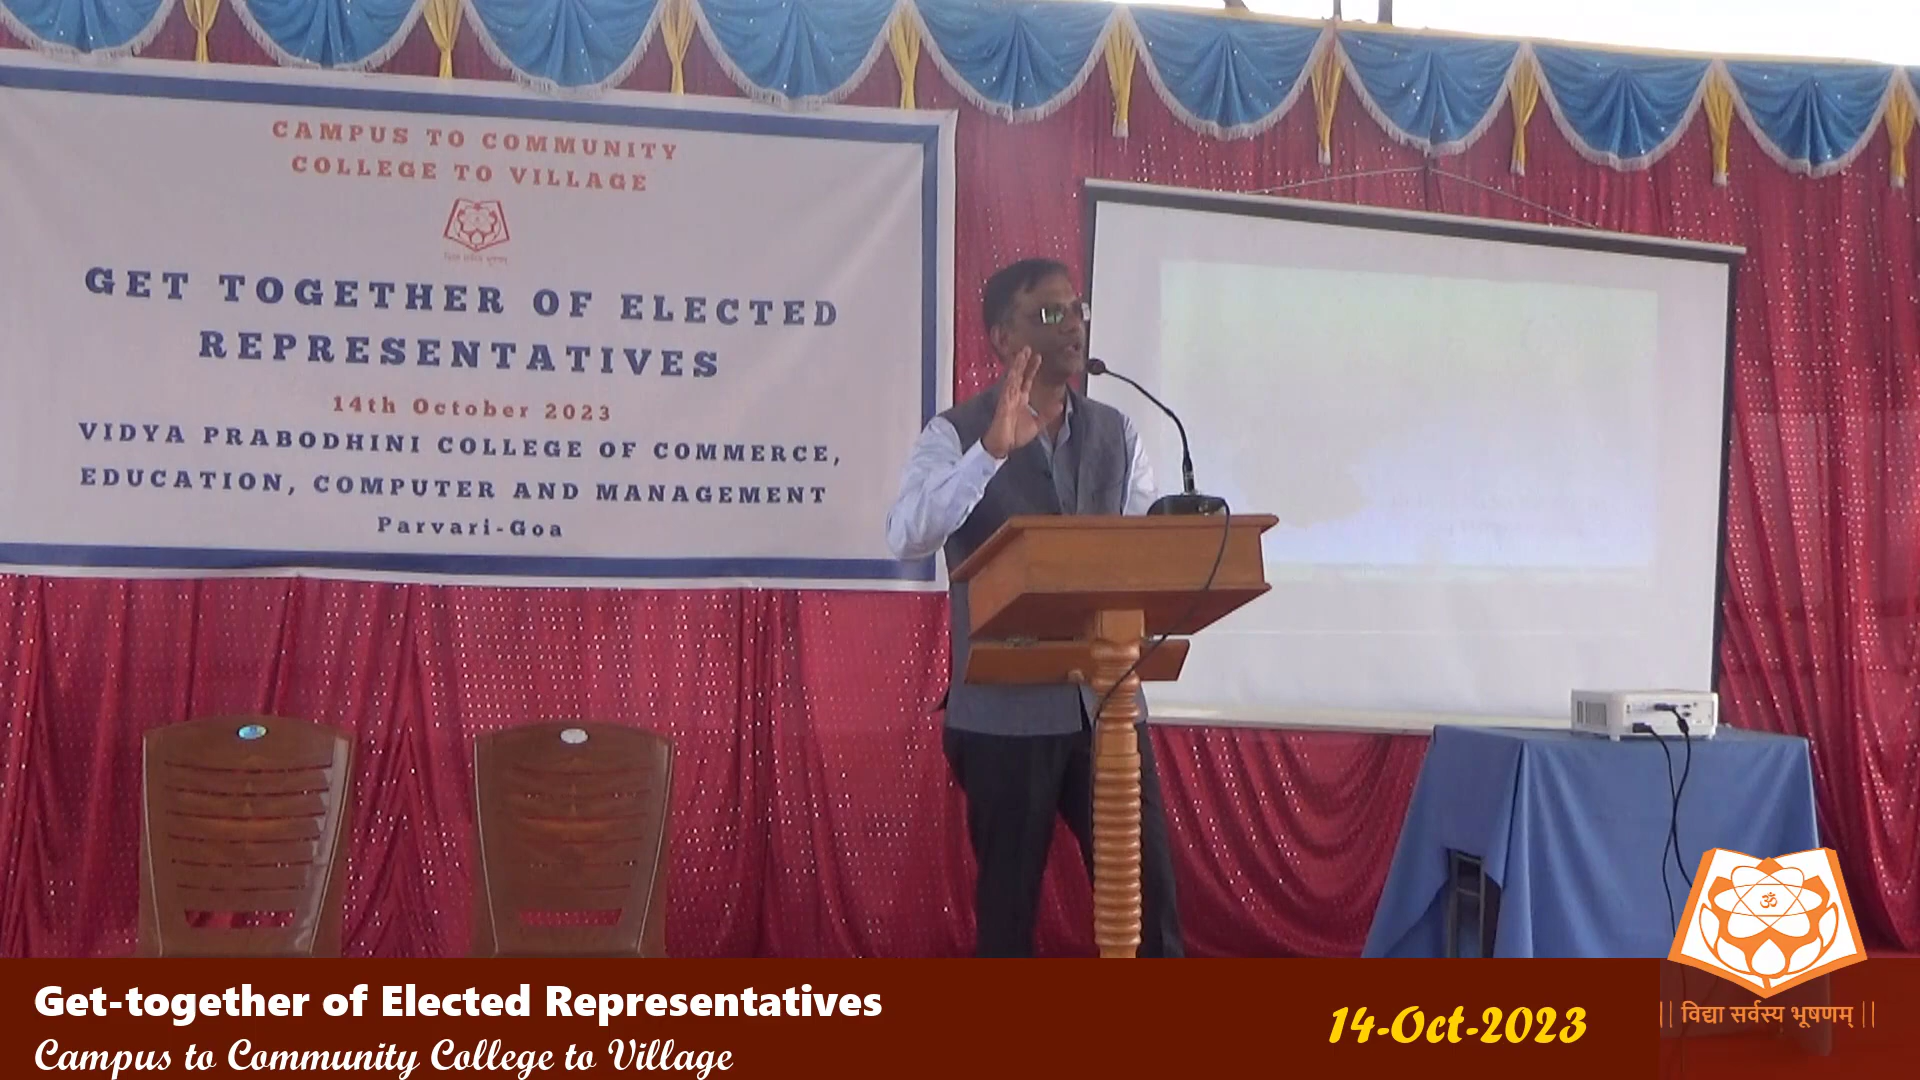 CAMPUS TO COMMUNITY
COLLEGE TO VILLAGE
GET TOGETHER OF ELECTED
REPRESENTATIVES
14th October 2023
VIDYA PRABODHINI COLLEGE OF COMMERCE,
EDUCATION, COMPUTER AND MANAGEMENT
Parvari-Goa
Get-together of Elected Representatives
Campus to Community College to Village
14-Oct-2023
ॐ
|| विद्या सर्वस्य भूषणम् ||